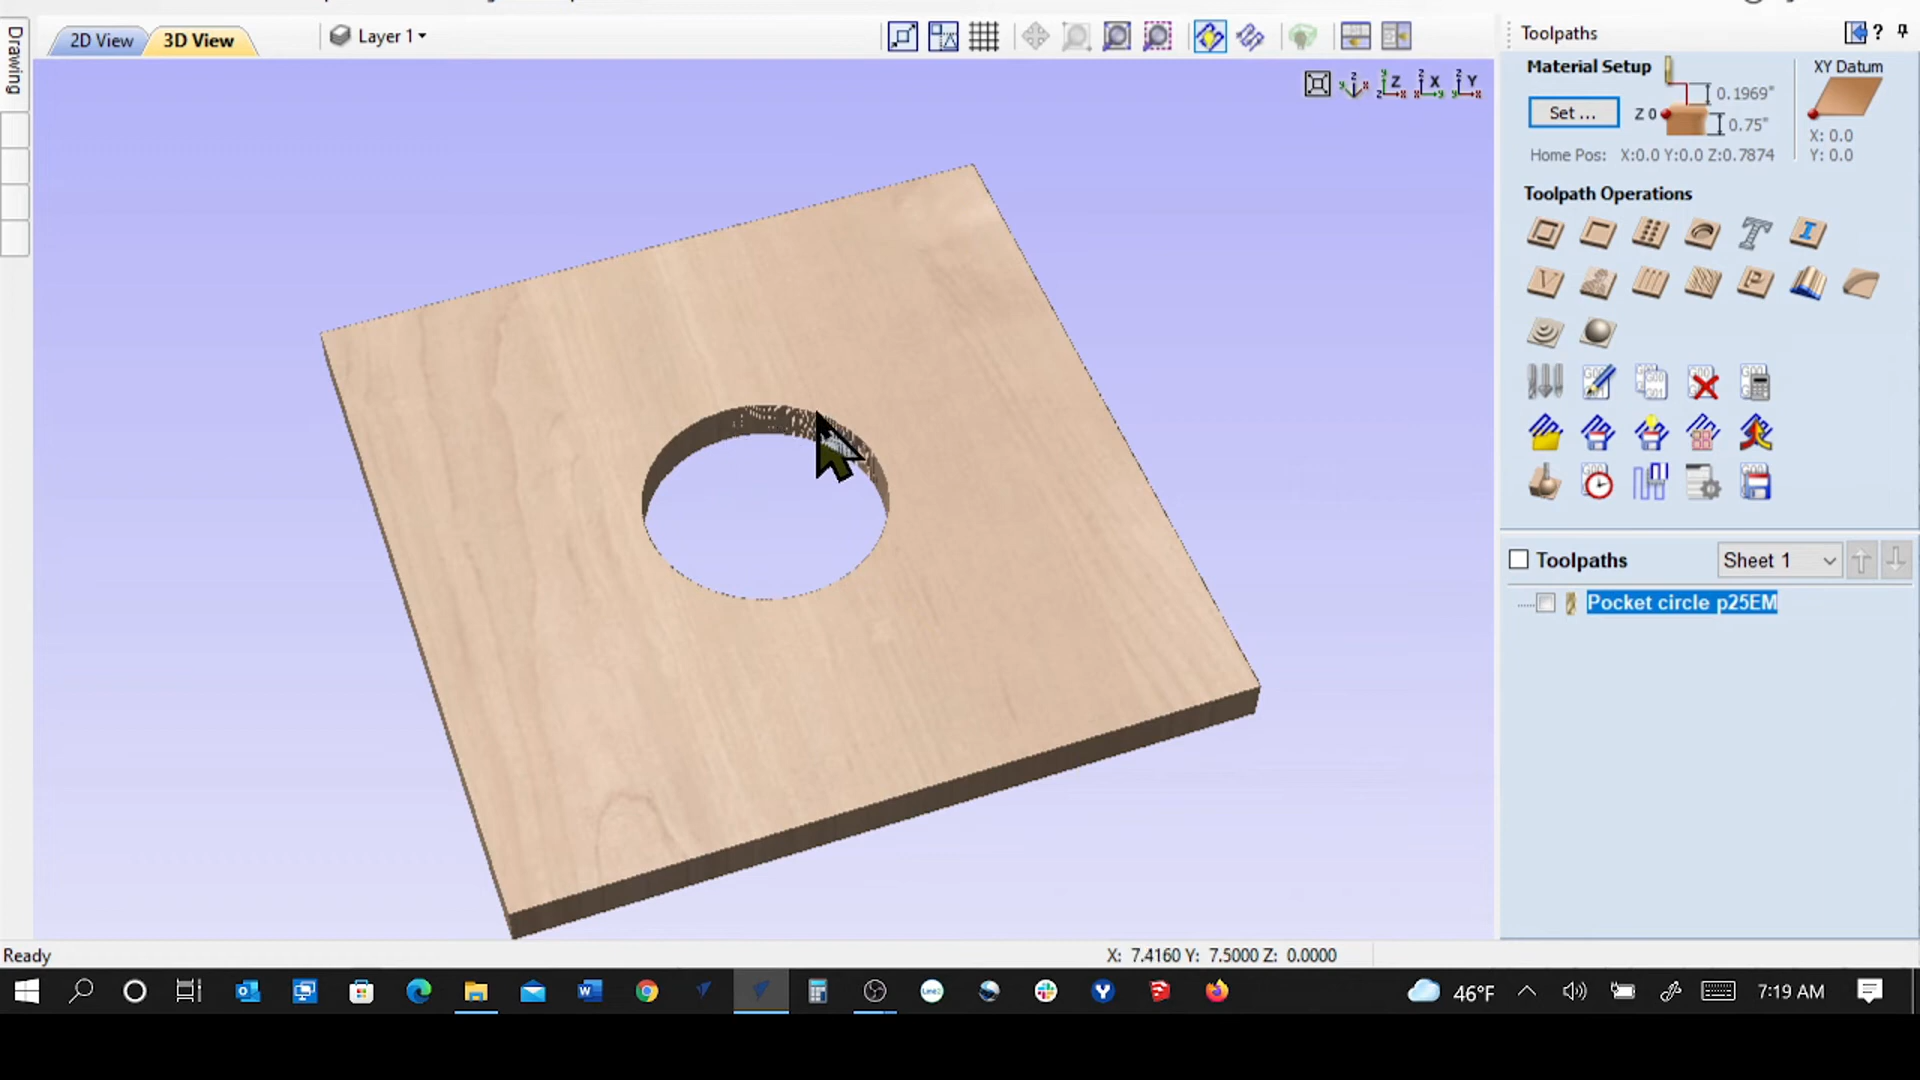 Drawing
2D View
3D View
Layer 1
Toolpaths
?
Material Setup
Set ...
Z 0
0.1969"
0.75"
XY Datum
X: 0.0
Y: 0.0
Home Pos: X:0.0 Y:0.0 Z:0.7874
Toolpath Operations
Toolpaths
Sheet 1
Pocket circle p25EM
Ready
X: 7.4160 Y: 7.5000 Z: 0.0000
46°F
7:19 AM